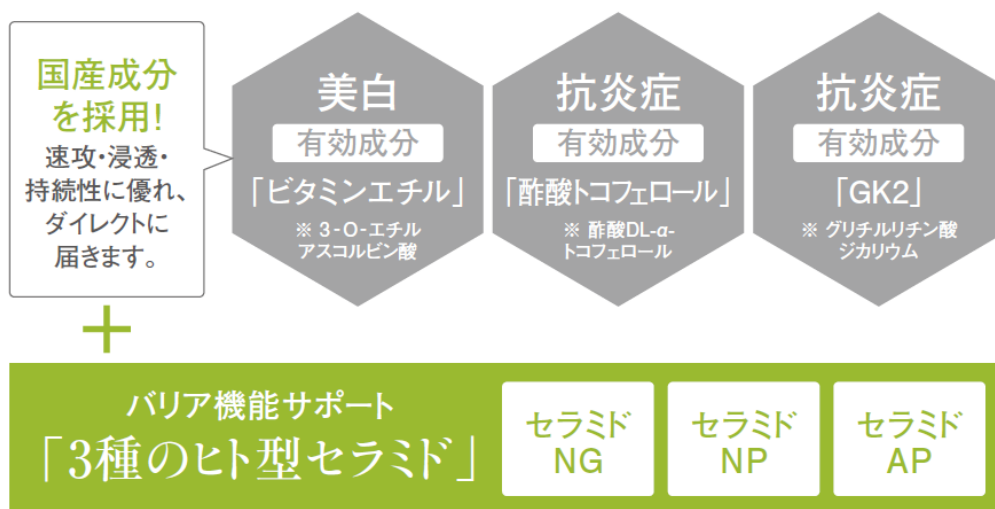 国産成分
を採用!
速攻・浸透・
持続性に優れ、
ダイレクトに
届きます。
美白
有効成分
「ビタミンエチル」
※ 3-O-エチル
アスコルビン酸
抗炎症
有効成分
「酢酸トコフェロール」
※ 酢酸DL-α-
トコフェロール
抗炎症
有効成分
「GK2」
※ グリチルリチン酸
ジカリウム
+
バリア機能サポート
「3種のヒト型セラミド」
セラミド
NG
セラミド
NP
セラミド
AP